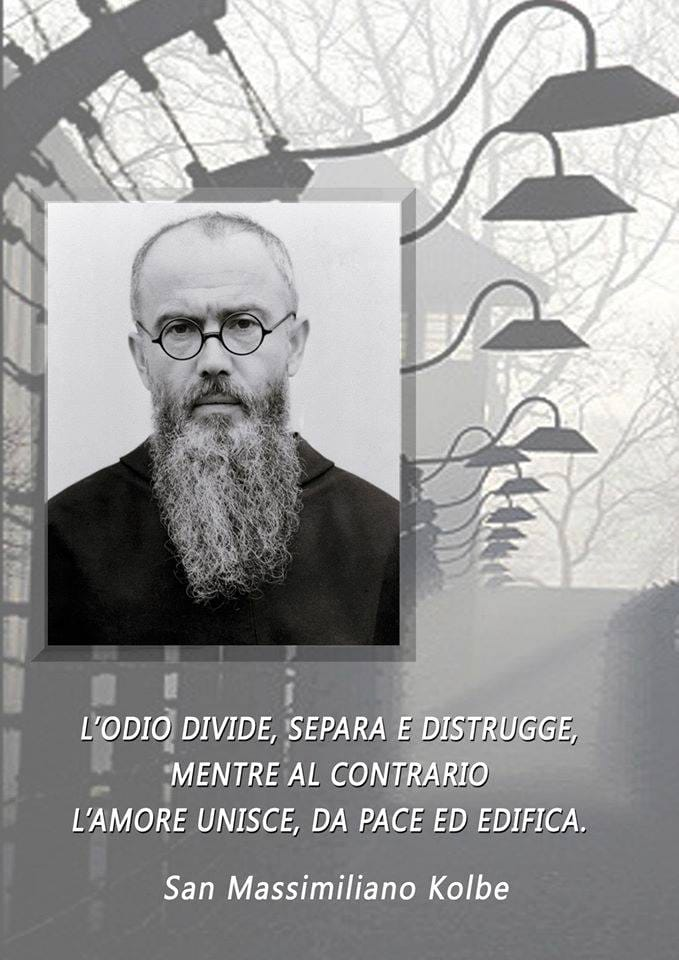 L'ODIO DIVIDE, SEPARA E DISTRUGGE,
MENTRE AL CONTRARIO
L'AMORE UNISCE, DA PACE ED EDIFICA.
San Massimiliano Kolbe